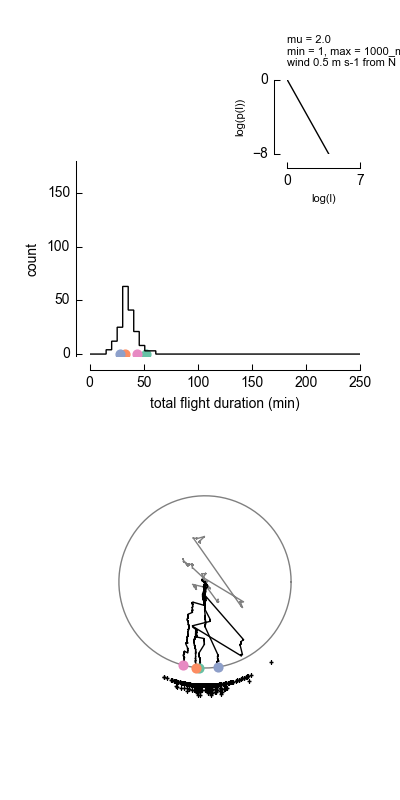 mu = 2.0
min = 1, max = 1000_m
wind 0.5 m s-1 from N
0
log(p(l))
−8
0 7
log(l)
150
100
50
0
count
0 50 100 150 200 250
total flight duration (min)